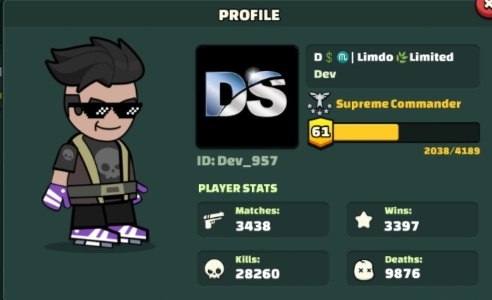 PROFILE
DS
D $ ♏ | Limdo 🌿Limited
Dev
Supreme Commander
61
2038/4189
ID: Dev_957
PLAYER STATS
Matches:
3438
Wins:
3397
Kills:
28260
Deaths:
9876